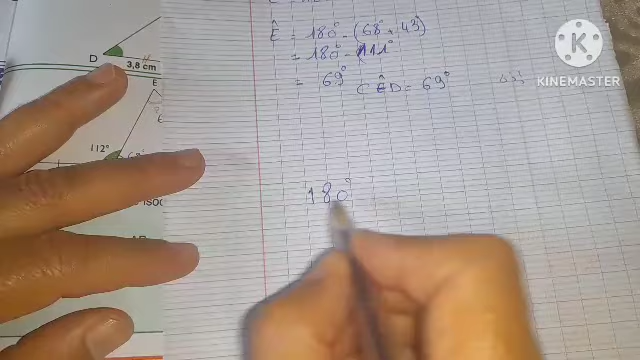 Ê = 180° - (68° + 43°)
= 180° - 111°
= 69°
CÊD = 69°
180°
D
3,8 cm
E
112°
KINEMASTER